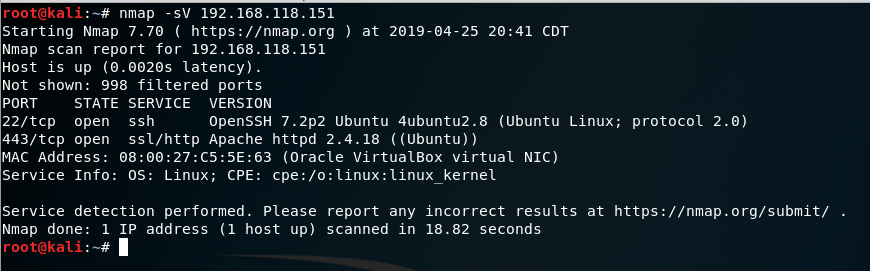 root@kali:~# nmap -sV 192.168.118.151
Starting Nmap 7.70 ( https://nmap.org ) at 2019-04-25 20:41 CDT
Nmap scan report for 192.168.118.151
Host is up (0.0020s latency).
Not shown: 998 filtered ports
PORT    STATE SERVICE  VERSION
22/tcp  open  ssh      OpenSSH 7.2p2 Ubuntu 4ubuntu2.8 (Ubuntu Linux; protocol 2.0)
443/tcp open  ssl/http Apache httpd 2.4.18 ((Ubuntu))
MAC Address: 08:00:27:C5:5E:63 (Oracle VirtualBox virtual NIC)
Service Info: OS: Linux; CPE: cpe:/o:linux:linux_kernel
Service detection performed. Please report any incorrect results at https://nmap.org/submit/ .
Nmap done: 1 IP address (1 host up) scanned in 18.82 seconds
root@kali:~#